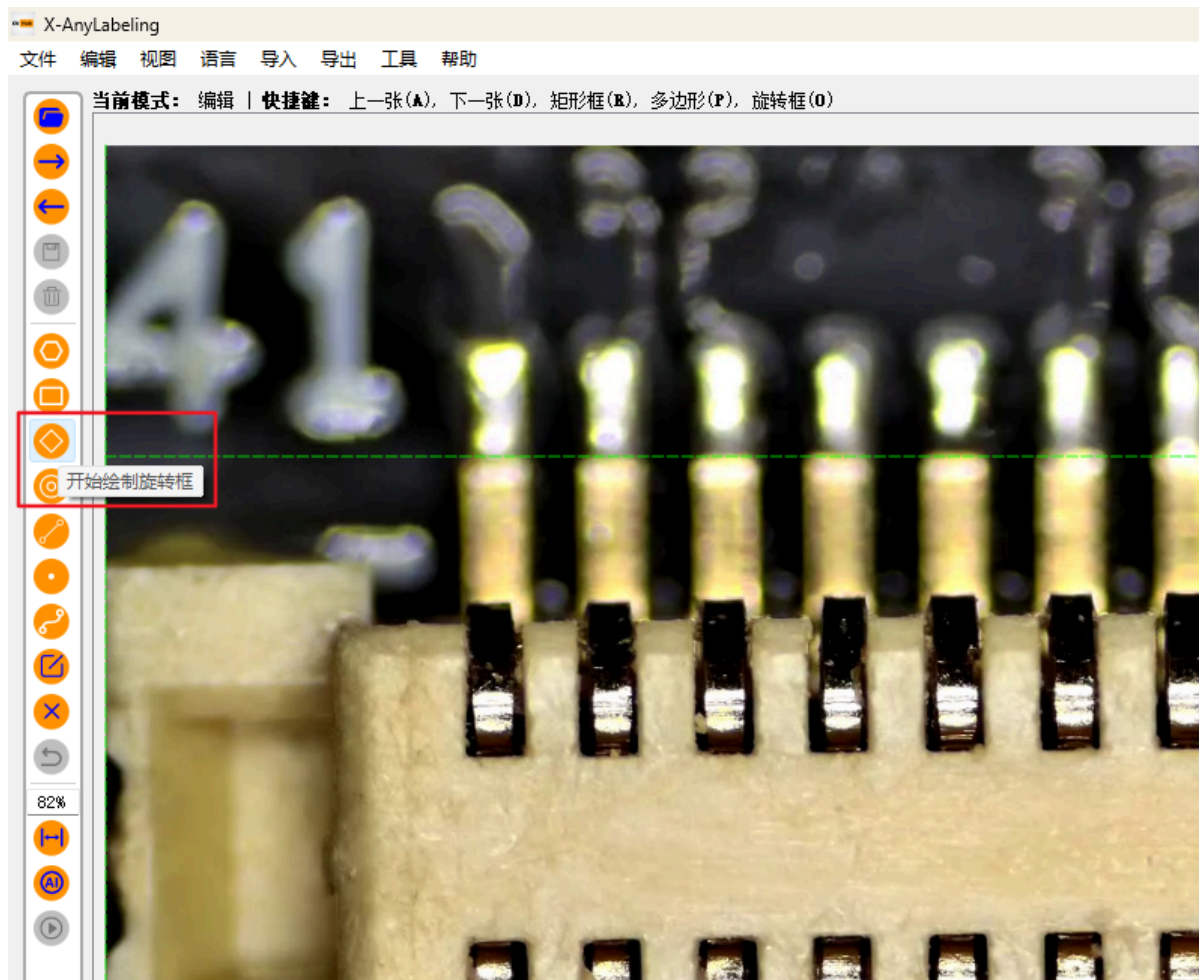 X-AnyLabeling
文件 编辑 视图 语言 导入 导出 工具 帮助
当前模式： 编辑 | 快捷键： 上一张(A), 下一张(D), 矩形框(R), 多边形(P), 旋转框(O)
41
开始绘制旋转框
82%
AI